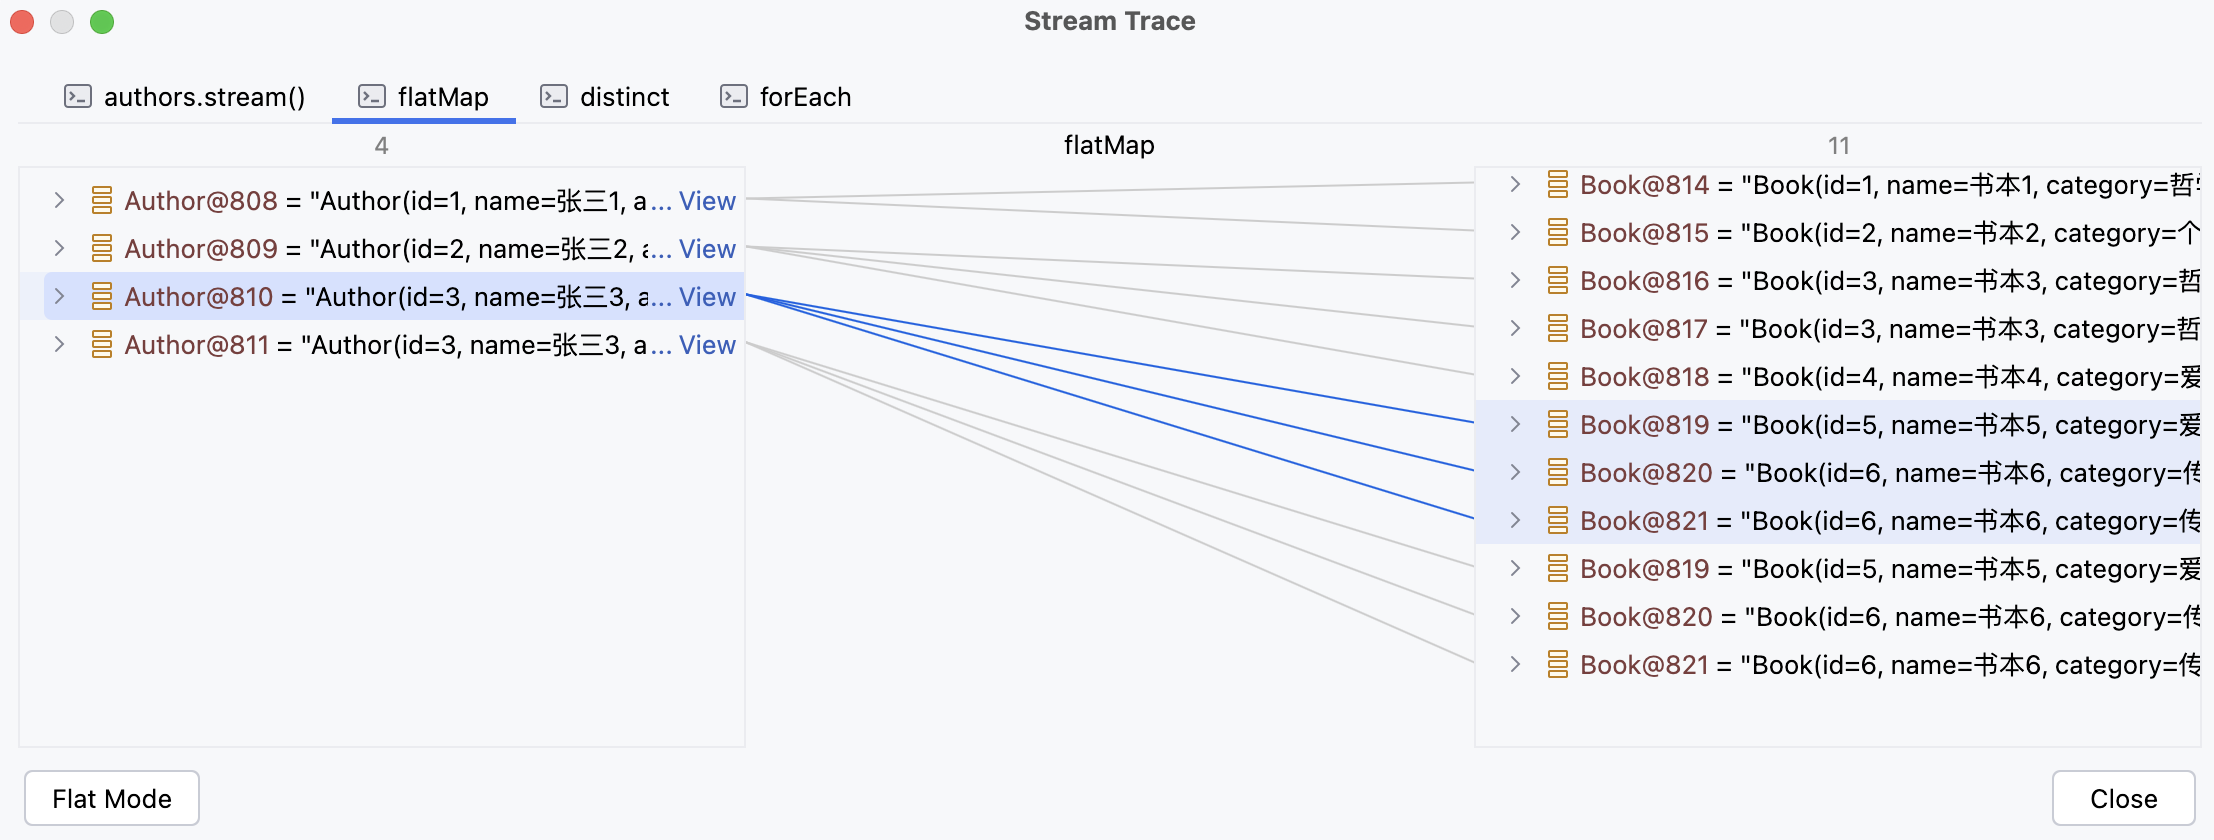 Stream Trace
authors.stream() flatMap distinct forEach
4 flatMap 11
Author@808 = "Author(id=1, name=张三1, a... View
Author@809 = "Author(id=2, name=张三2, ... View
Author@810 = "Author(id=3, name=张三3, a... View
Author@811 = "Author(id=3, name=张三3, a... View
Book@814 = "Book(id=1, name=书本1, category=哲
Book@815 = "Book(id=2, name=书本2, category=个
Book@816 = "Book(id=3, name=书本3, category=哲
Book@817 = "Book(id=3, name=书本3, category=哲
Book@818 = "Book(id=4, name=书本4, category=爱
Book@819 = "Book(id=5, name=书本5, category=爱
Book@820 = "Book(id=6, name=书本6, category=传
Book@821 = "Book(id=6, name=书本6, category=传
Book@819 = "Book(id=5, name=书本5, category=爱
Book@820 = "Book(id=6, name=书本6, category=传
Book@821 = "Book(id=6, name=书本6, category=传
Flat Mode
Close